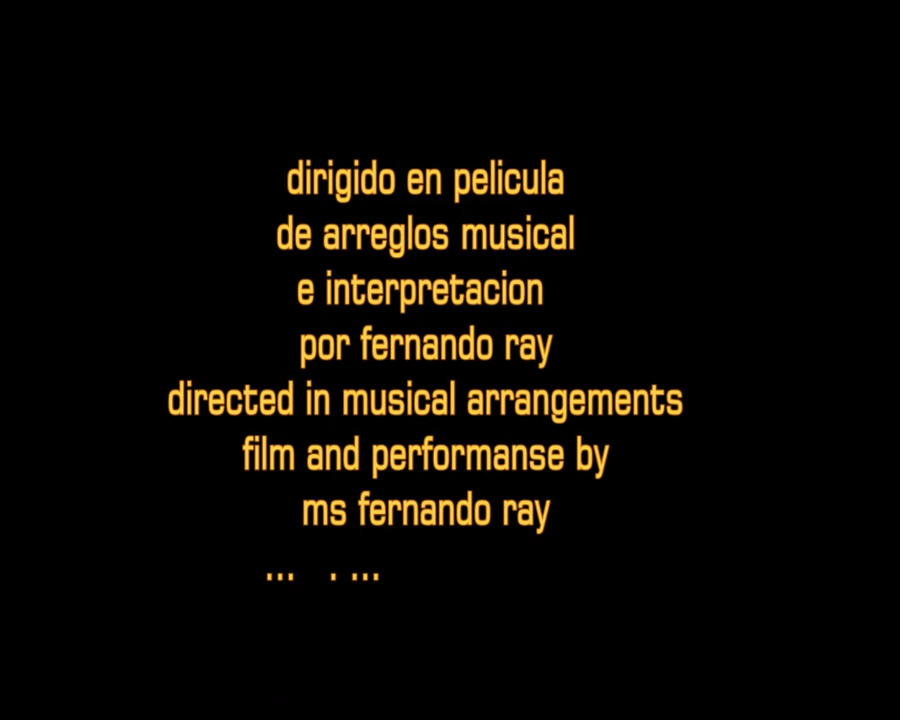 dirigido en pelicula
de arreglos musical
e interpretacion
por fernando ray
directed in musical arrangements
film and performanse by
ms fernando ray
... . ...